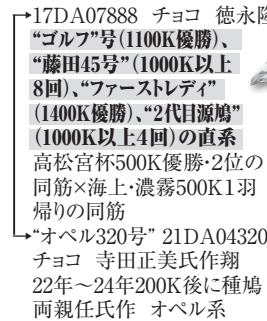 17DA07888 チョコ 徳永隆
“ゴルフ”号(1100K優勝)、
“藤田45号”(1000K以上
8回)、“ファーストレディ”
(1400K優勝)、“2代目源鳩”
(1000K以上4回)の直系
高松宮杯500K優勝・2位の
同筋×海上・濃霧500K1羽
帰りの同筋
“オペル320号” 21DA04320
チョコ 寺田正美氏作翔
22年〜24年200K後に種鳩
両親任氏作 オペル系